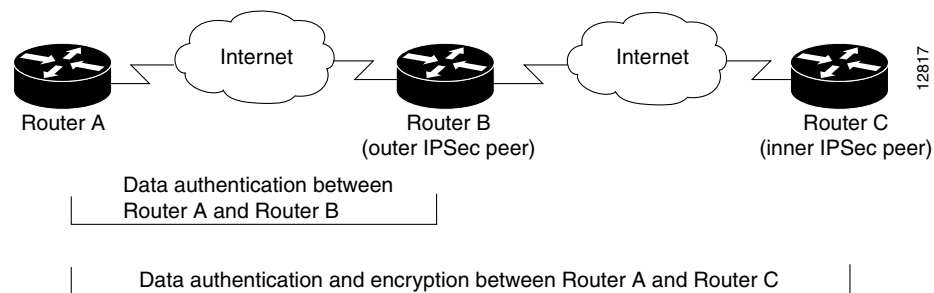 Internet
Internet
12817
Router A
Router B
(outer IPSec peer)
Router C
(inner IPSec peer)
Data authentication between
Router A and Router B
Data authentication and encryption between Router A and Router C